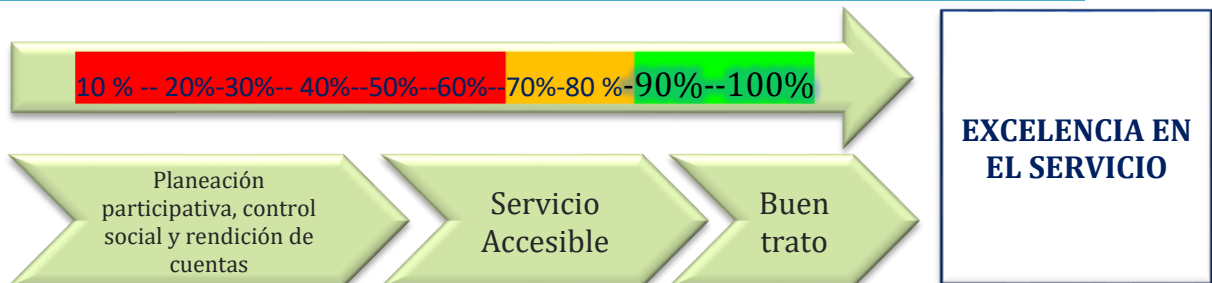 10 % -- 20%-30%-- 40%--50%--60%--70%-80 %-90%--100%
EXCELENCIA EN
EL SERVICIO
Planeación
participativa, control
social y rendición de
cuentas
Servicio
Accesible
Buen
trato